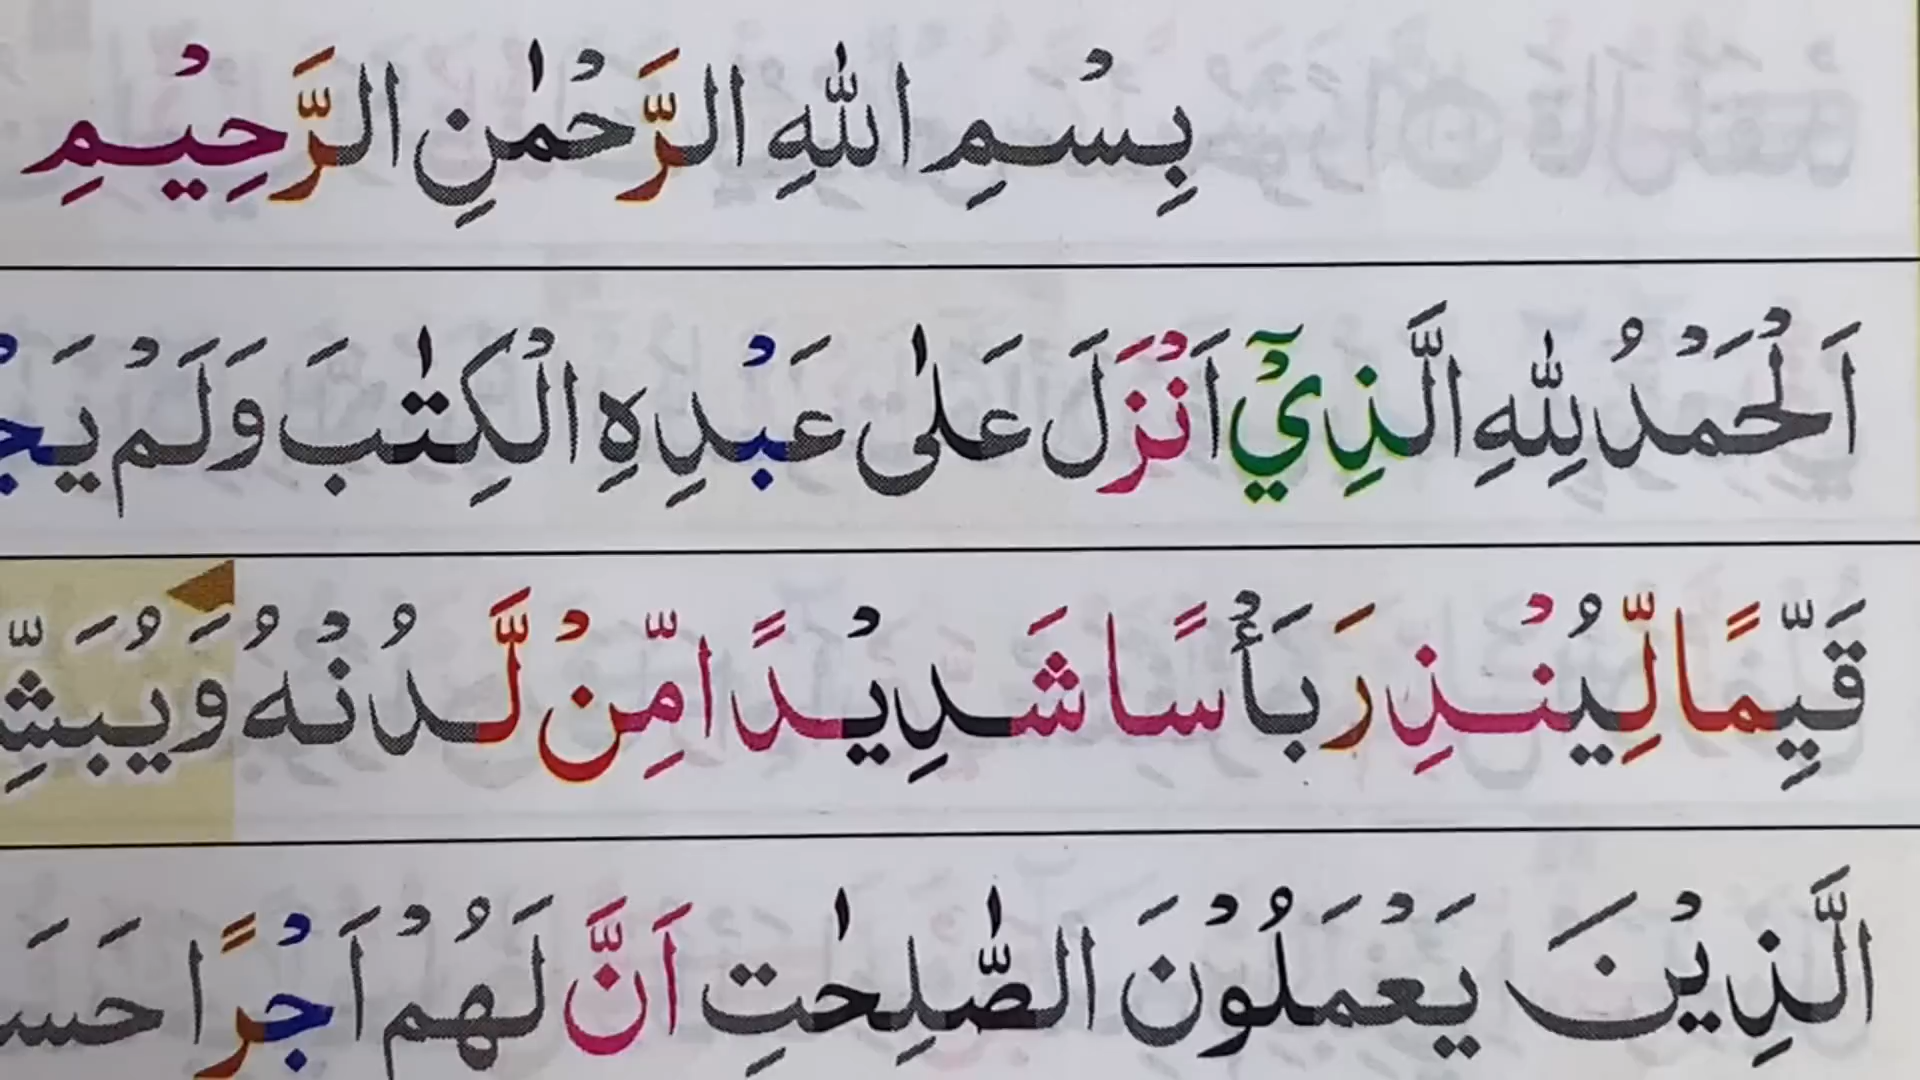 بِسْمِ اللّٰهِ الرَّحْمٰنِ الرَّحِيْمِ
اَلْحَمْدُ لِلّٰهِ الَّذِيْٓ اَنْزَلَ عَلٰى عَبْدِهِ الْكِتٰبَ وَلَمْ
قَيِّمًا لِّيُنْذِرَ بَأْسًا شَدِيْدًا مِّنْ لَّدُنْهُ وَيُبَشِّ
الَّذِيْنَ يَعْمَلُوْنَ الصّٰلِحٰتِ اَنَّ لَهُمْ اَجْرًا حَسَ